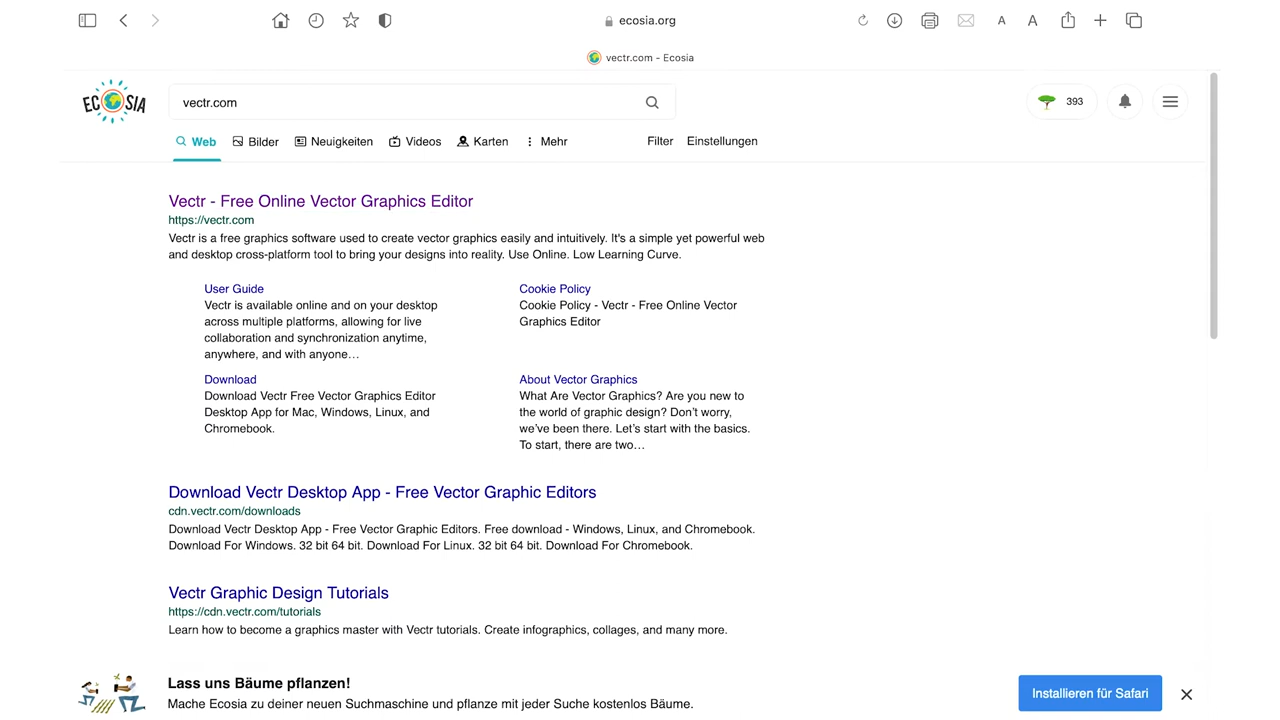 ecosia.org
A A
vectr.com - Ecosia
ECOSIA
vectr.com
393
Web Bilder Neuigkeiten Videos Karten Mehr Filter Einstellungen
Vectr - Free Online Vector Graphics Editor
https://vectr.com
Vectr is a free graphics software used to create vector graphics easily and intuitively. It's a simple yet powerful web
and desktop cross-platform tool to bring your designs into reality. Use Online. Low Learning Curve.
User Guide
Vectr is available online and on your desktop
across multiple platforms, allowing for live
collaboration and synchronization anytime,
anywhere, and with anyone…
Cookie Policy
Cookie Policy - Vectr - Free Online Vector
Graphics Editor
Download
Download Vectr Free Vector Graphics Editor
Desktop App for Mac, Windows, Linux, and
Chromebook.
About Vector Graphics
What Are Vector Graphics? Are you new to
the world of graphic design? Don't worry,
we've been there. Let's start with the basics.
To start, there are two…
Download Vectr Desktop App - Free Vector Graphic Editors
cdn.vectr.com/downloads
Download Vectr Desktop App - Free Vector Graphic Editors. Free download - Windows, Linux, and Chromebook.
Download For Windows. 32 bit 64 bit. Download For Linux. 32 bit 64 bit. Download For Chromebook.
Vectr Graphic Design Tutorials
https://cdn.vectr.com/tutorials
Learn how to become a graphics master with Vectr tutorials. Create infographics, collages, and many more.
Lass uns Bäume pflanzen!
Mache Ecosia zu deiner neuen Suchmaschine und pflanze mit jeder Suche kostenlos Bäume.
Installieren für Safari